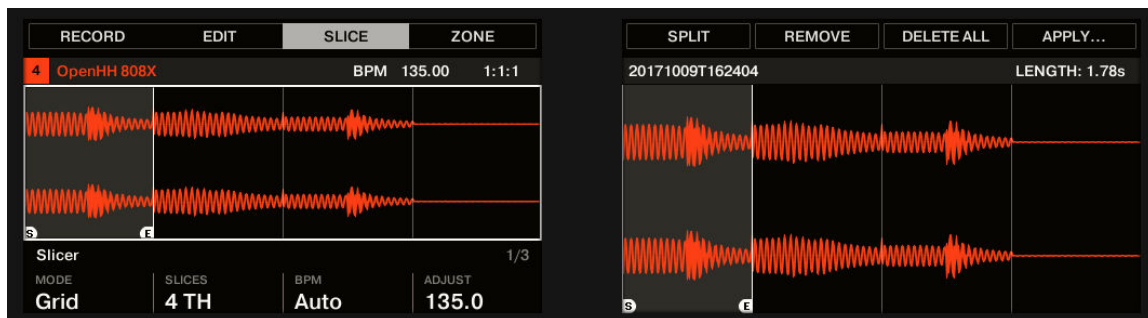 RECORD EDIT SLICE ZONE
4 OpenHH 808X BPM 135.00 1:1:1
S E
Slicer 1/3
MODE SLICES BPM ADJUST
Grid 4 TH Auto 135.0
SPLIT REMOVE DELETE ALL APPLY...
20171009T162404 LENGTH: 1.78s
S E